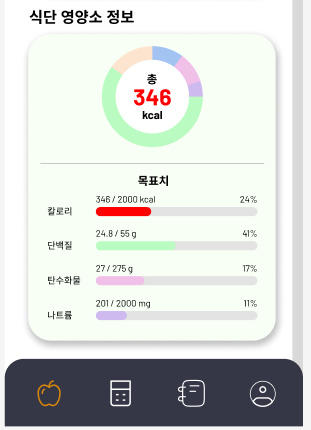 식단 영양소 정보
총
346
kcal
목표치
346 / 2000 kcal 24%
칼로리
24.8 / 55 g 41%
단백질
27 / 275 g 17%
탄수화물
201 / 2000 mg 11%
나트륨